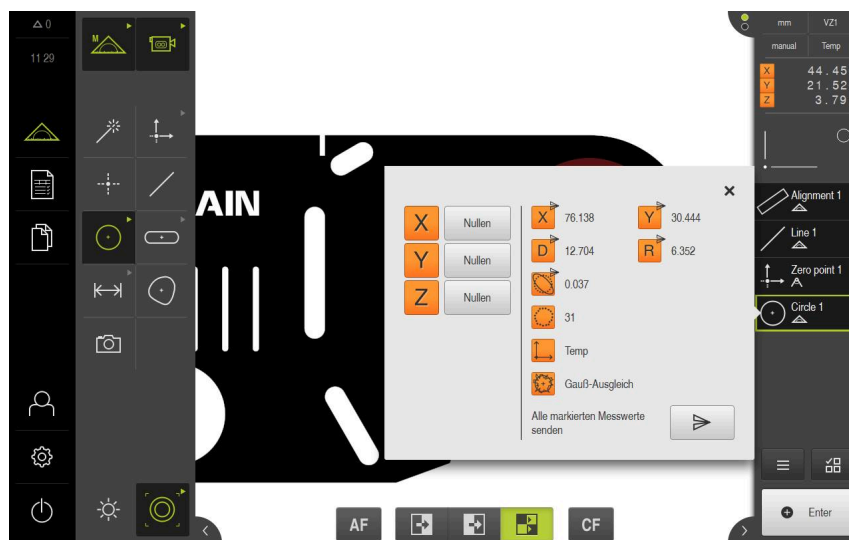 0
11 29
M
AIN
X Nullen
Y Nullen
Z Nullen
X 76.138
Y 30.444
D 12.704
R 6.352
0.037
31
Temp
Gauß-Ausgleich
Alle markierten Messwerte
senden
AF
CF
mm VZ1
manual Temp
X 44.45
Y 21.52
Z 3.79
Alignment 1
Line 1
Zero point 1
Circle 1
Enter